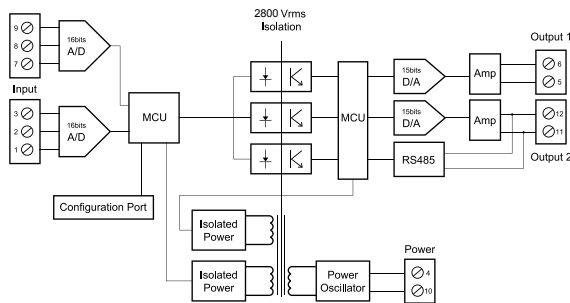 2800 Vrms
Isolation
9
8
7
16bits
A/D
Input
3
2
1
16bits
A/D
MCU
Configuration Port
MCU
15bits
D/A
15bits
D/A
RS485
Amp
Amp
Output 1
6
5
12
11
Output 2
Isolated
Power
Isolated
Power
Power
Oscillator
Power
4
10